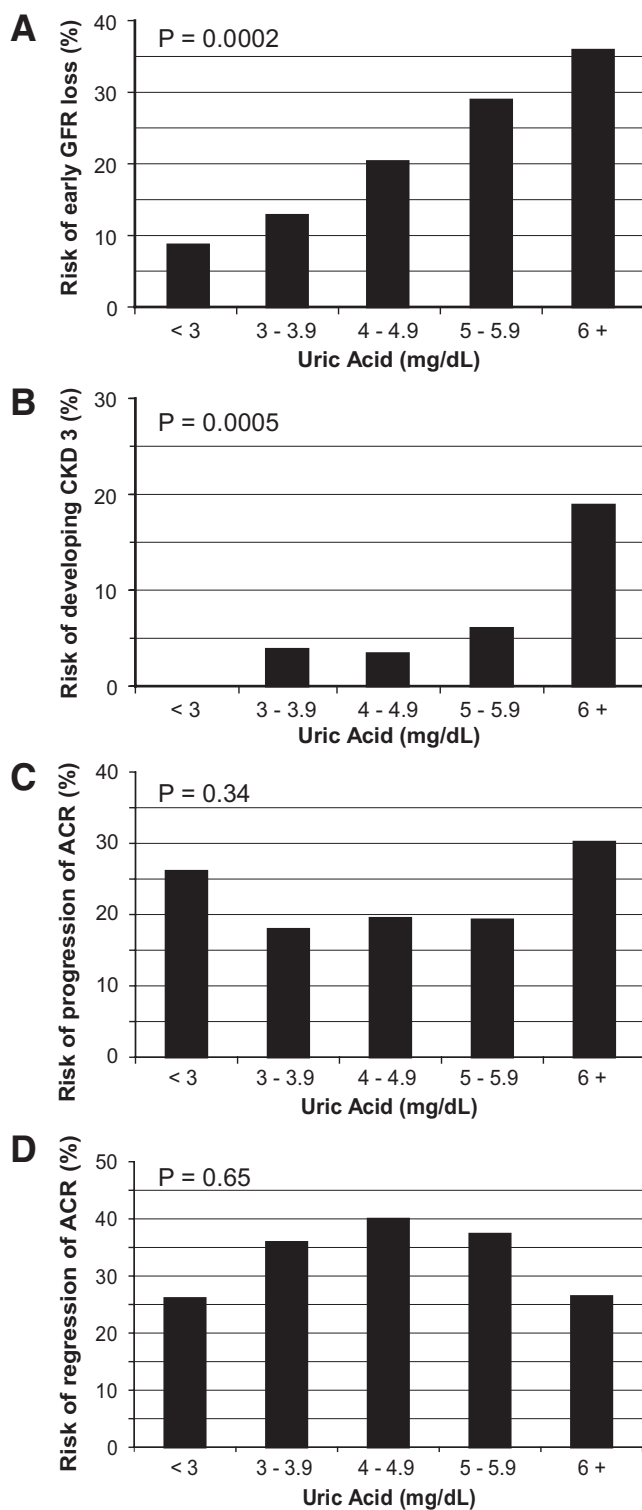 A
Risk of early GFR loss (%)
P = 0.0002
40
30
20
10
0
< 3 3 - 3.9 4 - 4.9 5 - 5.9 6 +
Uric Acid (mg/dL)
B
Risk of developing CKD 3 (%)
P = 0.0005
30
20
10
0
< 3 3 - 3.9 4 - 4.9 5 - 5.9 6 +
Uric Acid (mg/dL)
C
Risk of progression of ACR (%)
P = 0.34
40
30
20
10
0
< 3 3 - 3.9 4 - 4.9 5 - 5.9 6 +
Uric Acid (mg/dL)
D
Risk of regression of ACR (%)
P = 0.65
50
40
30
20
10
0
< 3 3 - 3.9 4 - 4.9 5 - 5.9 6 +
Uric Acid (mg/dL)